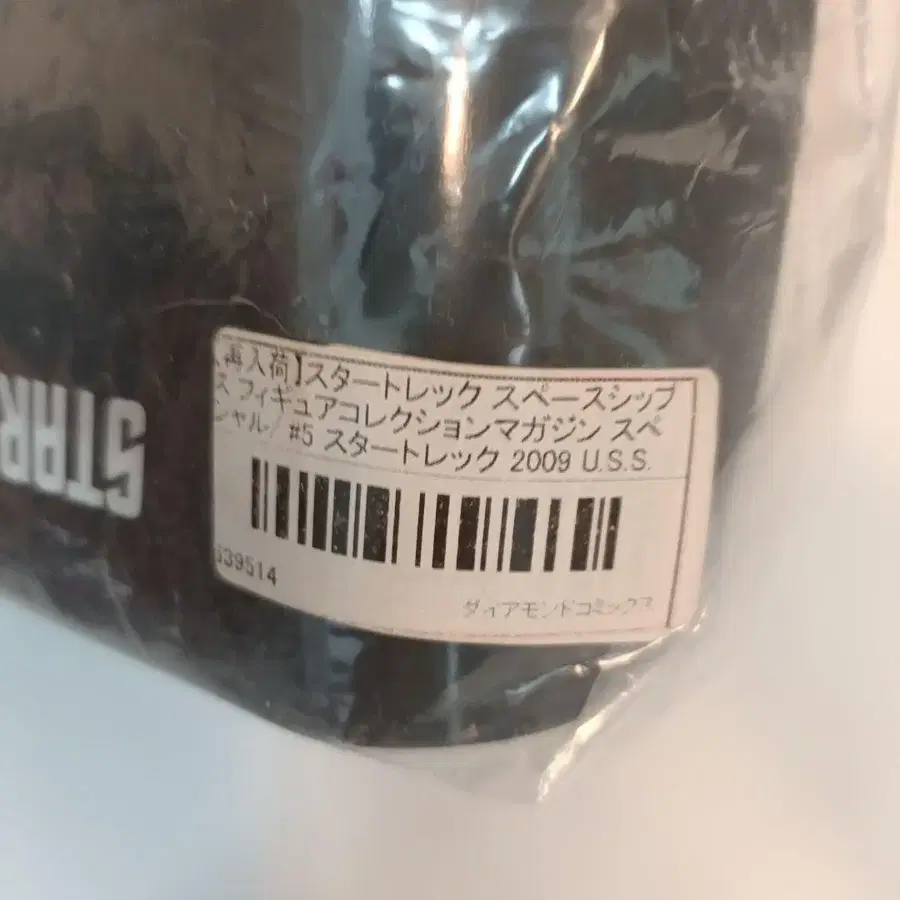 再入荷】スタートレック スペースシップ
ス フィギュアコレクションマガジン スペ
シャル/ #5 スタートレック 2009 U.S.S.
639514
ダイアモンドコミックス
STAR